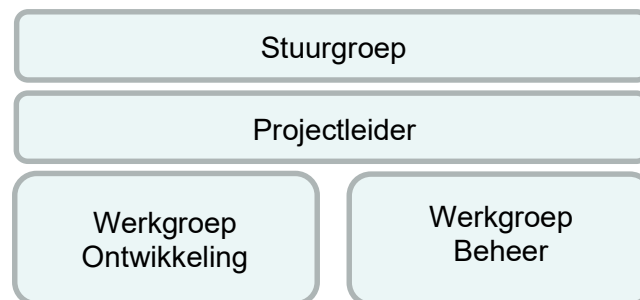 Stuurgroep
Projectleider
Werkgroep
Ontwikkeling
Werkgroep
Beheer